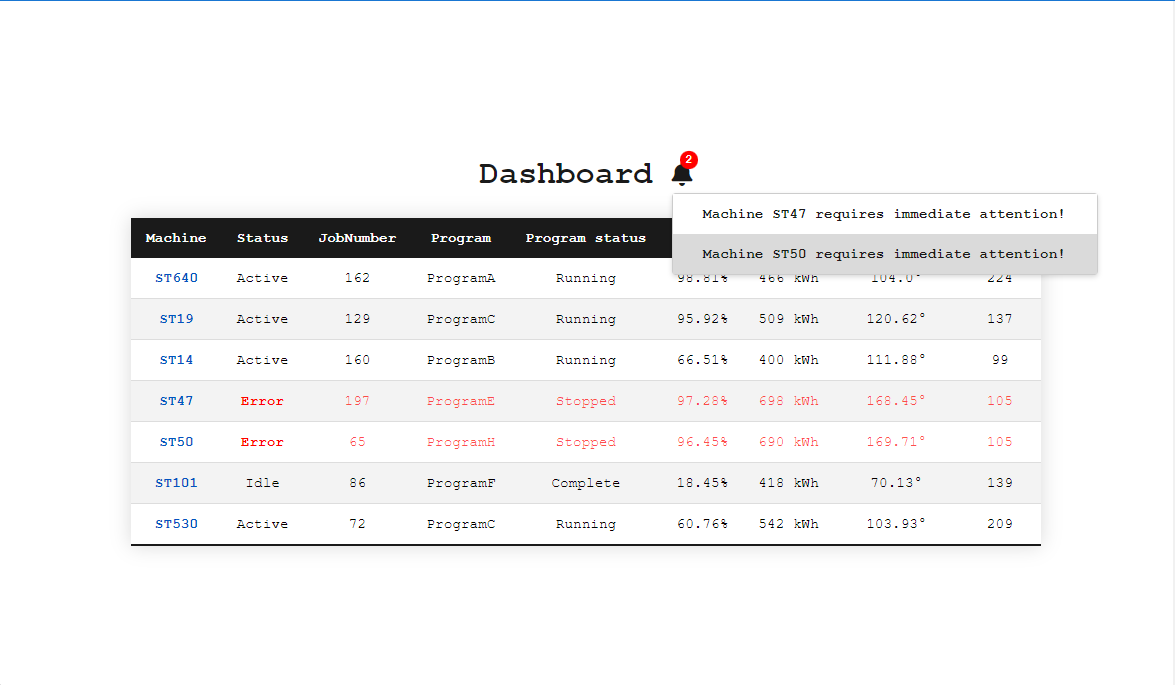 Dashboard 2
Machine ST47 requires immediate attention!
Machine Status JobNumber Program Program status
Machine ST50 requires immediate attention!
ST640 Active 162 ProgramA Running 98.81% 466 kWh 104.0° 224
ST19 Active 129 ProgramC Running 95.92% 509 kWh 120.62° 137
ST14 Active 160 ProgramB Running 66.51% 400 kWh 111.88° 99
ST47 Error 197 ProgramE Stopped 97.28% 698 kWh 168.45° 105
ST50 Error 65 ProgramH Stopped 96.45% 690 kWh 169.71° 105
ST101 Idle 86 ProgramF Complete 18.45% 418 kWh 70.13° 139
ST530 Active 72 ProgramC Running 60.76% 542 kWh 103.93° 209